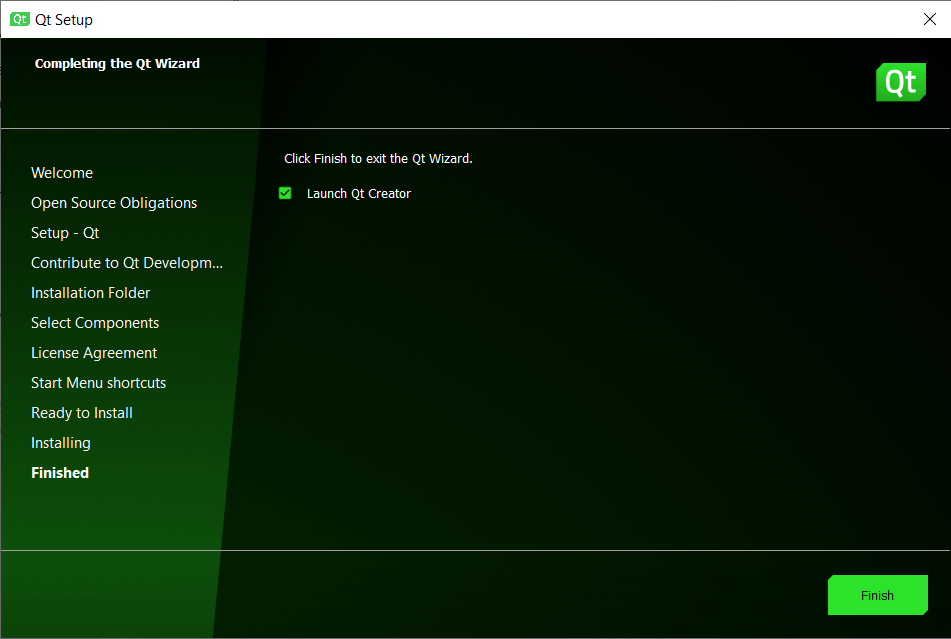 Qt Qt Setup
Completing the Qt Wizard
Qt
Click Finish to exit the Qt Wizard.
Launch Qt Creator
Welcome
Open Source Obligations
Setup - Qt
Contribute to Qt Developm...
Installation Folder
Select Components
License Agreement
Start Menu shortcuts
Ready to Install
Installing
Finished
Finish